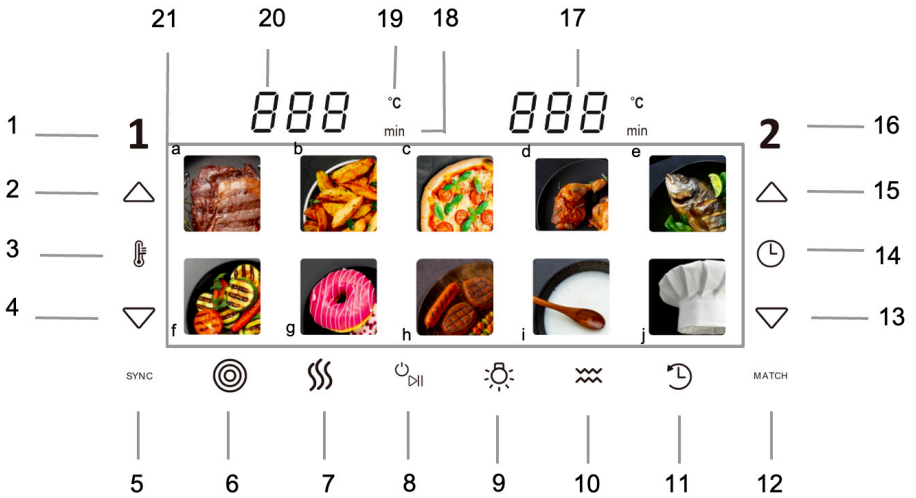 21 20 19 18 17
888 °C 888 °C
min min
1 1 2 16
a b c d e
2 15
3 14
4 13
f g h i j
SYNC MATCH
5 6 7 8 9 10 11 12